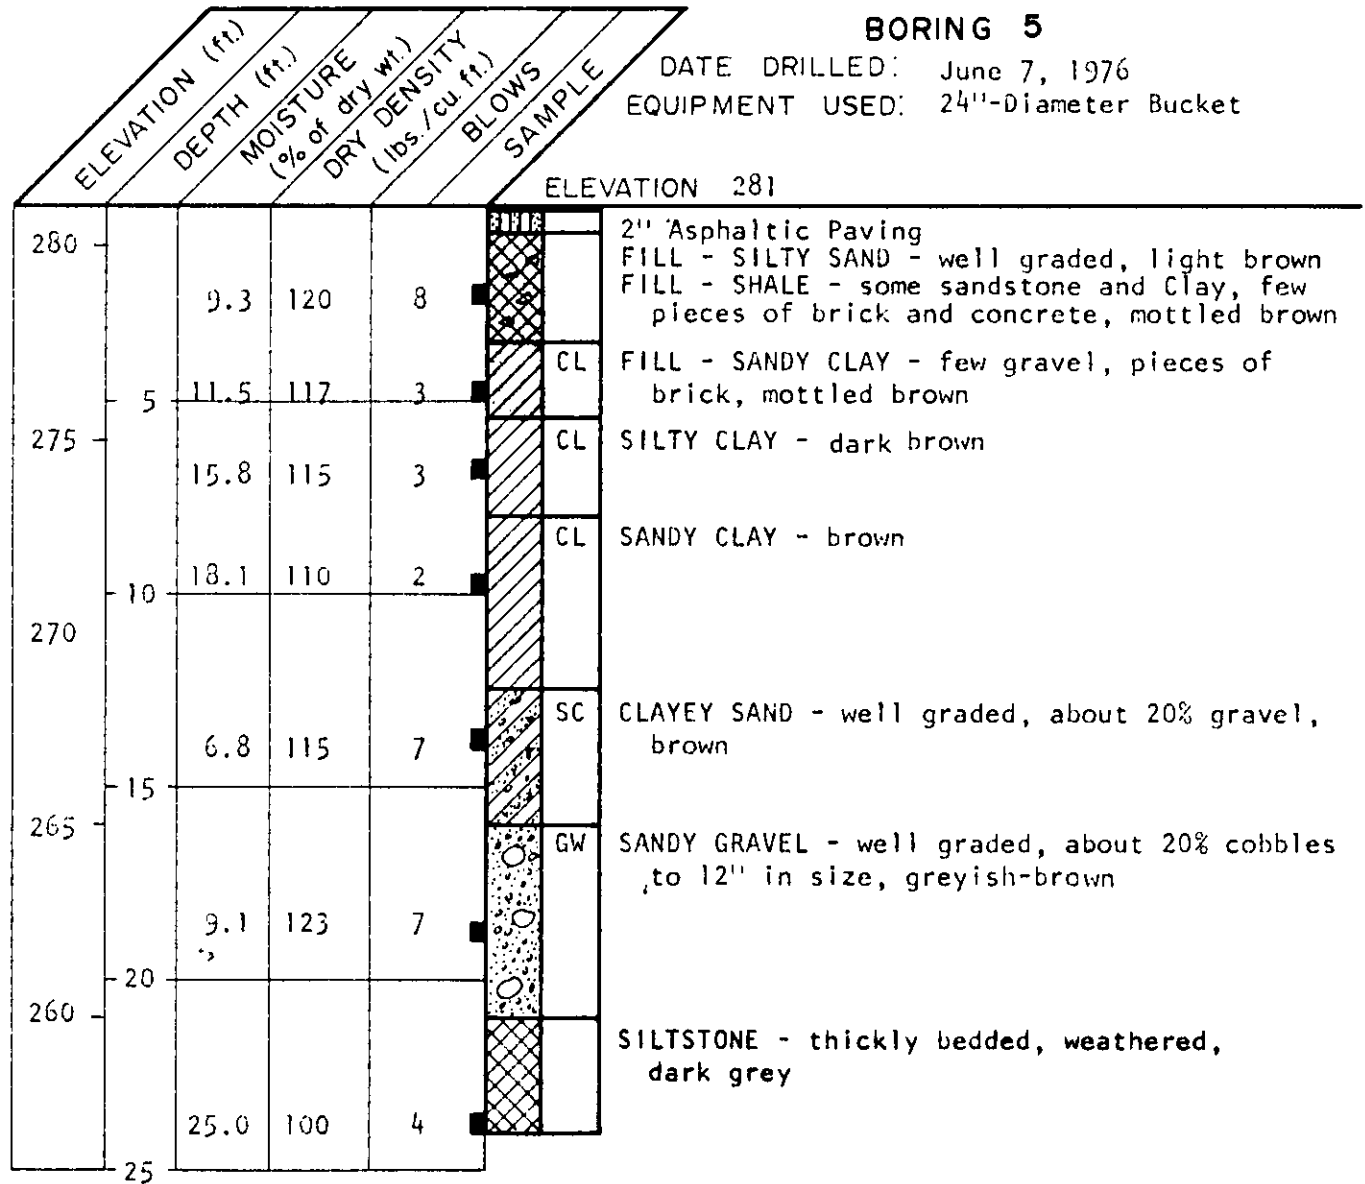 BORING 5
DATE DRILLED: June 7, 1976
EQUIPMENT USED: 24"-Diameter Bucket
ELEVATION (ft.)
DEPTH (ft.)
MOISTURE
(% of dry wt.)
DRY DENSITY
(lbs./cu. ft.)
BLOWS
SAMPLE
ELEVATION 281
2" Asphaltic Paving
280
FILL - SILTY SAND - well graded, light brown
FILL - SHALE - some sandstone and Clay, few
9.3 120 8
pieces of brick and concrete, mottled brown
CL FILL - SANDY CLAY - few gravel, pieces of
5 11.5 117 3
brick, mottled brown
275 CL SILTY CLAY - dark brown
15.8 115 3
CL SANDY CLAY - brown
18.1 110 2
10
270
SC CLAYEY SAND - well graded, about 20% gravel,
6.8 115 7
brown
15
265
GW SANDY GRAVEL - well graded, about 20% cobbles
to 12" in size, greyish-brown
9.1 123 7
20
260
SILTSTONE - thickly bedded, weathered,
dark grey
25.0 100 4
25